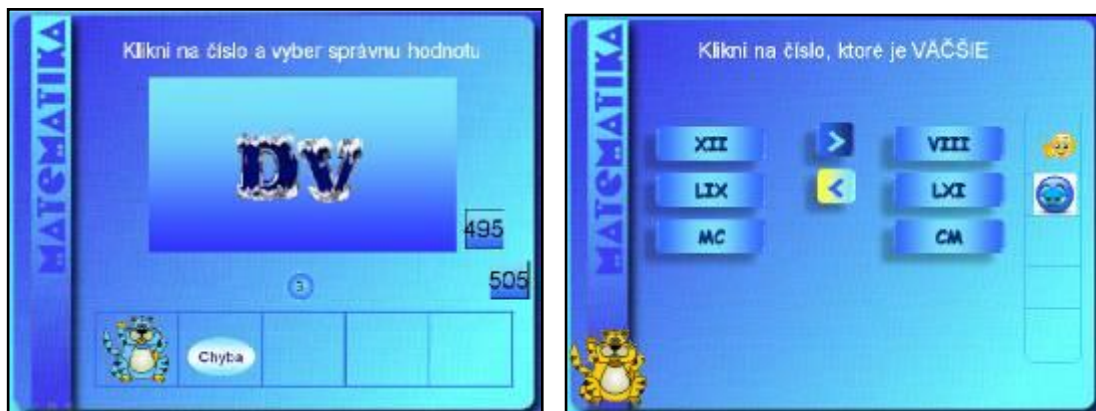 MATEMATIKA
Klikni na číslo a vyber správnu hodnotu
DV
495
505
3
Chyba
MATEMATIKA
Klikni na číslo, ktoré je VÄČŠIE
XII > VIII
LIX < LXI
MC CM